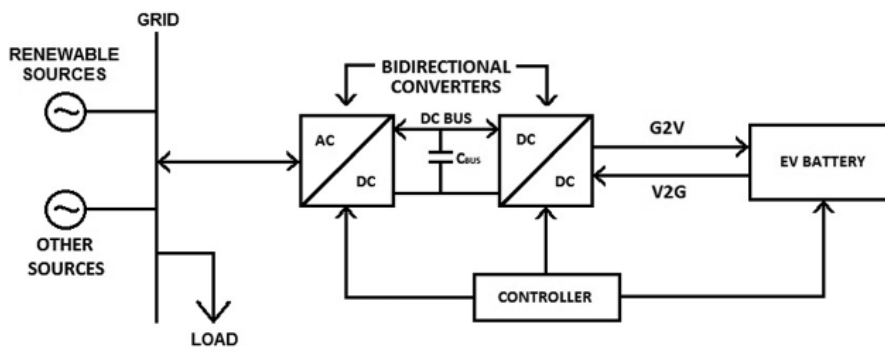 GRID
RENEWABLE
SOURCES
BIDIRECTIONAL
CONVERTERS
DC BUS
AC
DC
C_BUS
DC
DC
G2V
EV BATTERY
V2G
OTHER
SOURCES
CONTROLLER
LOAD